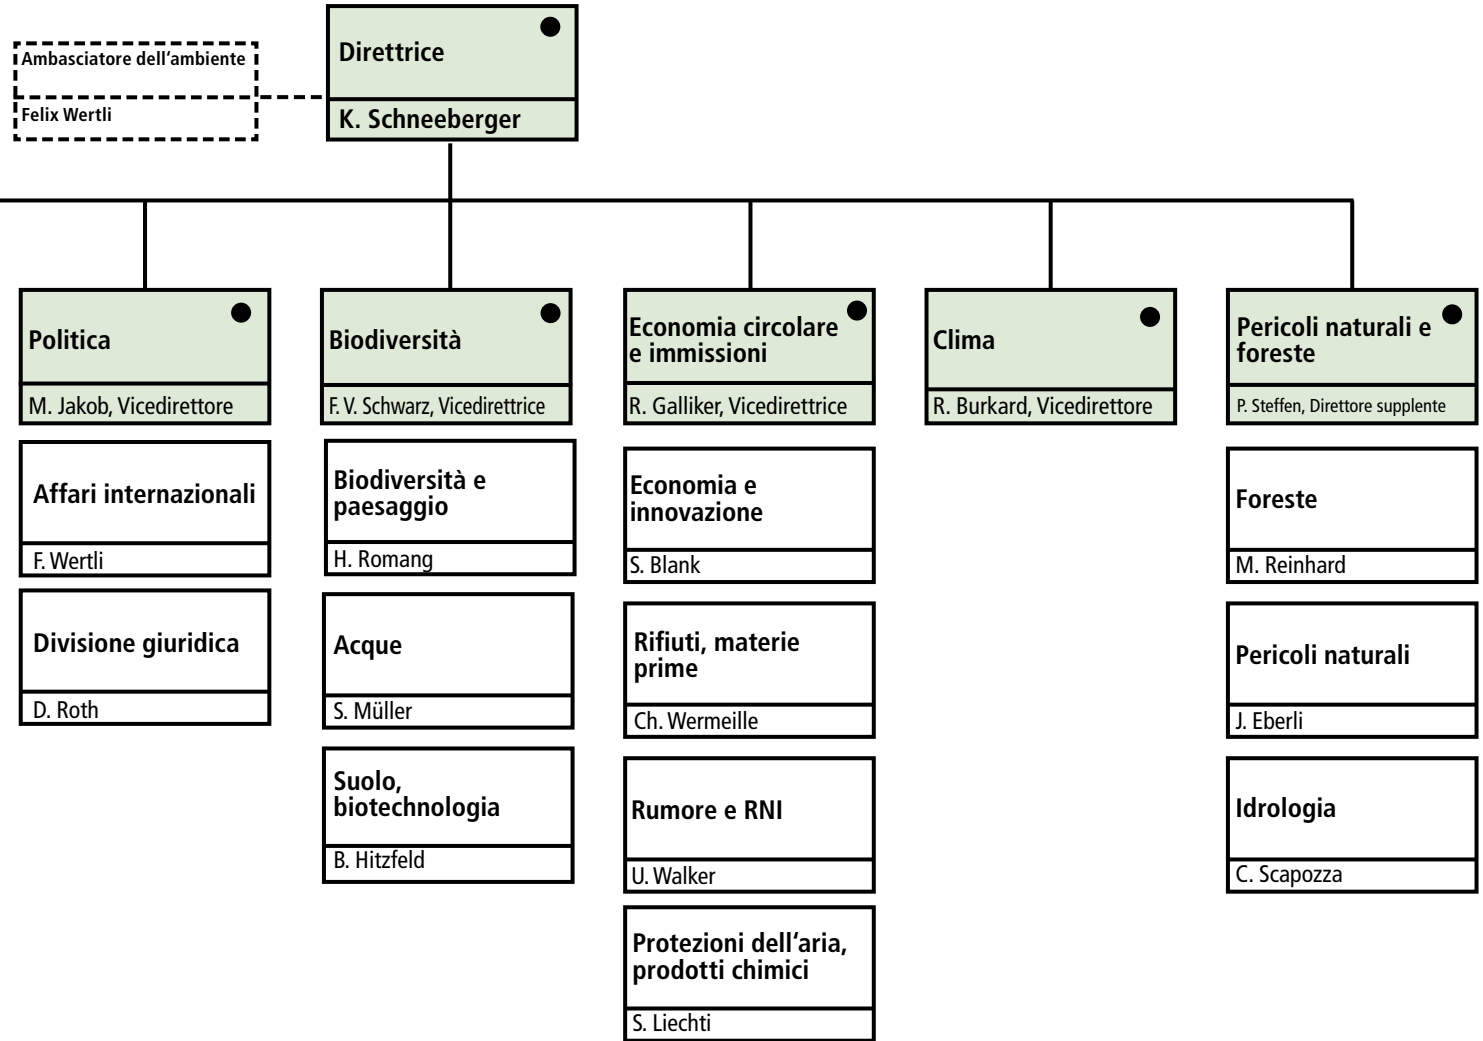 Ambasciatore dell‘ambiente
Felix Wertli
Direttrice
K. Schneeberger
Politica
M. Jakob, Vicedirettore
Affari internazionali
F. Wertli
Divisione giuridica
D. Roth
Biodiversità
F. V. Schwarz, Vicedirettrice
Biodiversità e
paesaggio
H. Romang
Acque
S. Müller
Suolo,
biotechnologia
B. Hitzfeld
Economia circolare
e immissioni
R. Galliker, Vicedirettrice
Economia e
innovazione
S. Blank
Rifiuti, materie
prime
Ch. Wermeille
Rumore e RNI
U. Walker
Protezioni dell‘aria,
prodotti chimici
S. Liechti
Clima
R. Burkard, Vicedirettore
Pericoli naturali e
foreste
P. Steffen, Direttore supplente
Foreste
M. Reinhard
Pericoli naturali
J. Eberli
Idrologia
C. Scapozza